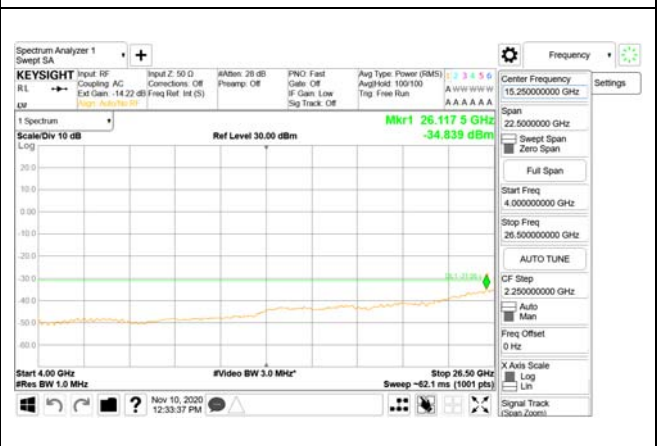 Spectrum Analyzer 1
Swept SA
+
Frequency
KEYSIGHT
RL
Input: RF
Coupling: AC
Ext Gain: -14.22 dB
Align: Auto/No RF
Input Z: 50 Ω
Corrections: Off
Freq Ref: Int (S)
#Atten: 28 dB
Preamp: Off
PNO: Fast
Gate: Off
IF Gain: Low
Sig Track: Off
Avg Type: Power (RMS)
Avg|Hold: 100/100
Trig: Free Run
1 2 3 4 5 6
A W W W W W
A A A A A A
Settings
1 Spectrum
Scale/Div 10 dB
Ref Level 30.00 dBm
Mkr1 26.117 5 GHz
-34.839 dBm
Log
20.0
10.0
0.00
-10.0
-20.0
-30.0
-40.0
-50.0
-60.0
Start 4.00 GHz
#Res BW 1.0 MHz
#Video BW 3.0 MHz*
Stop 26.50 GHz
Sweep ~62.1 ms (1001 pts)
Nov 10, 2020
12:33:37 PM
Center Frequency
15.250000000 GHz
Span
22.5000000 GHz
Swept Span
Zero Span
Full Span
Start Freq
4.000000000 GHz
Stop Freq
26.500000000 GHz
AUTO TUNE
CF Step
2.250000000 GHz
Auto
Man
Freq Offset
0 Hz
X Axis Scale
Log
Lin
Signal Track
(Span Zoom)